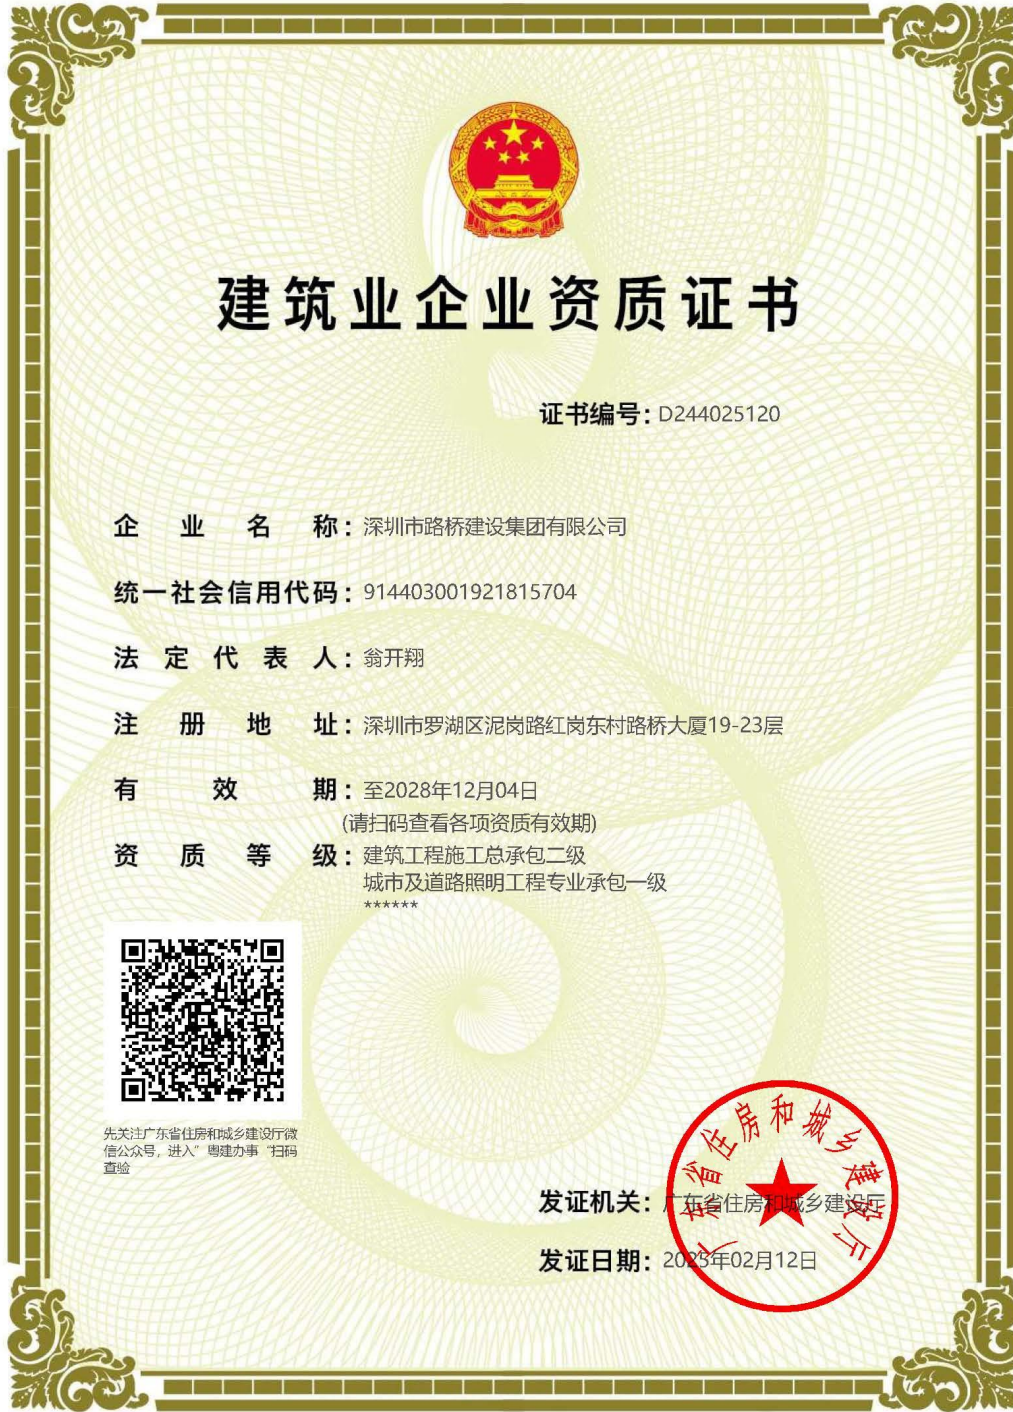 建筑业企业资质证书
证书编号：D244025120
企业名称：深圳市路桥建设集团有限公司
统一社会信用代码：914403001921815704
法定代表人：翁开翔
注册地址：深圳市罗湖区泥岗路红岗东村路桥大厦19-23层
有效期：至2028年12月04日
(请扫码查看各项资质有效期)
资质等级：建筑工程施工总承包二级
城市及道路照明工程专业承包一级
******
先关注广东省住房和城乡建设厅微
信公众号，进入”粤建办事“扫码
查验
广东省住房和城乡建设厅
发证机关：广东省住房和城乡建设厅
发证日期：2025年02月12日